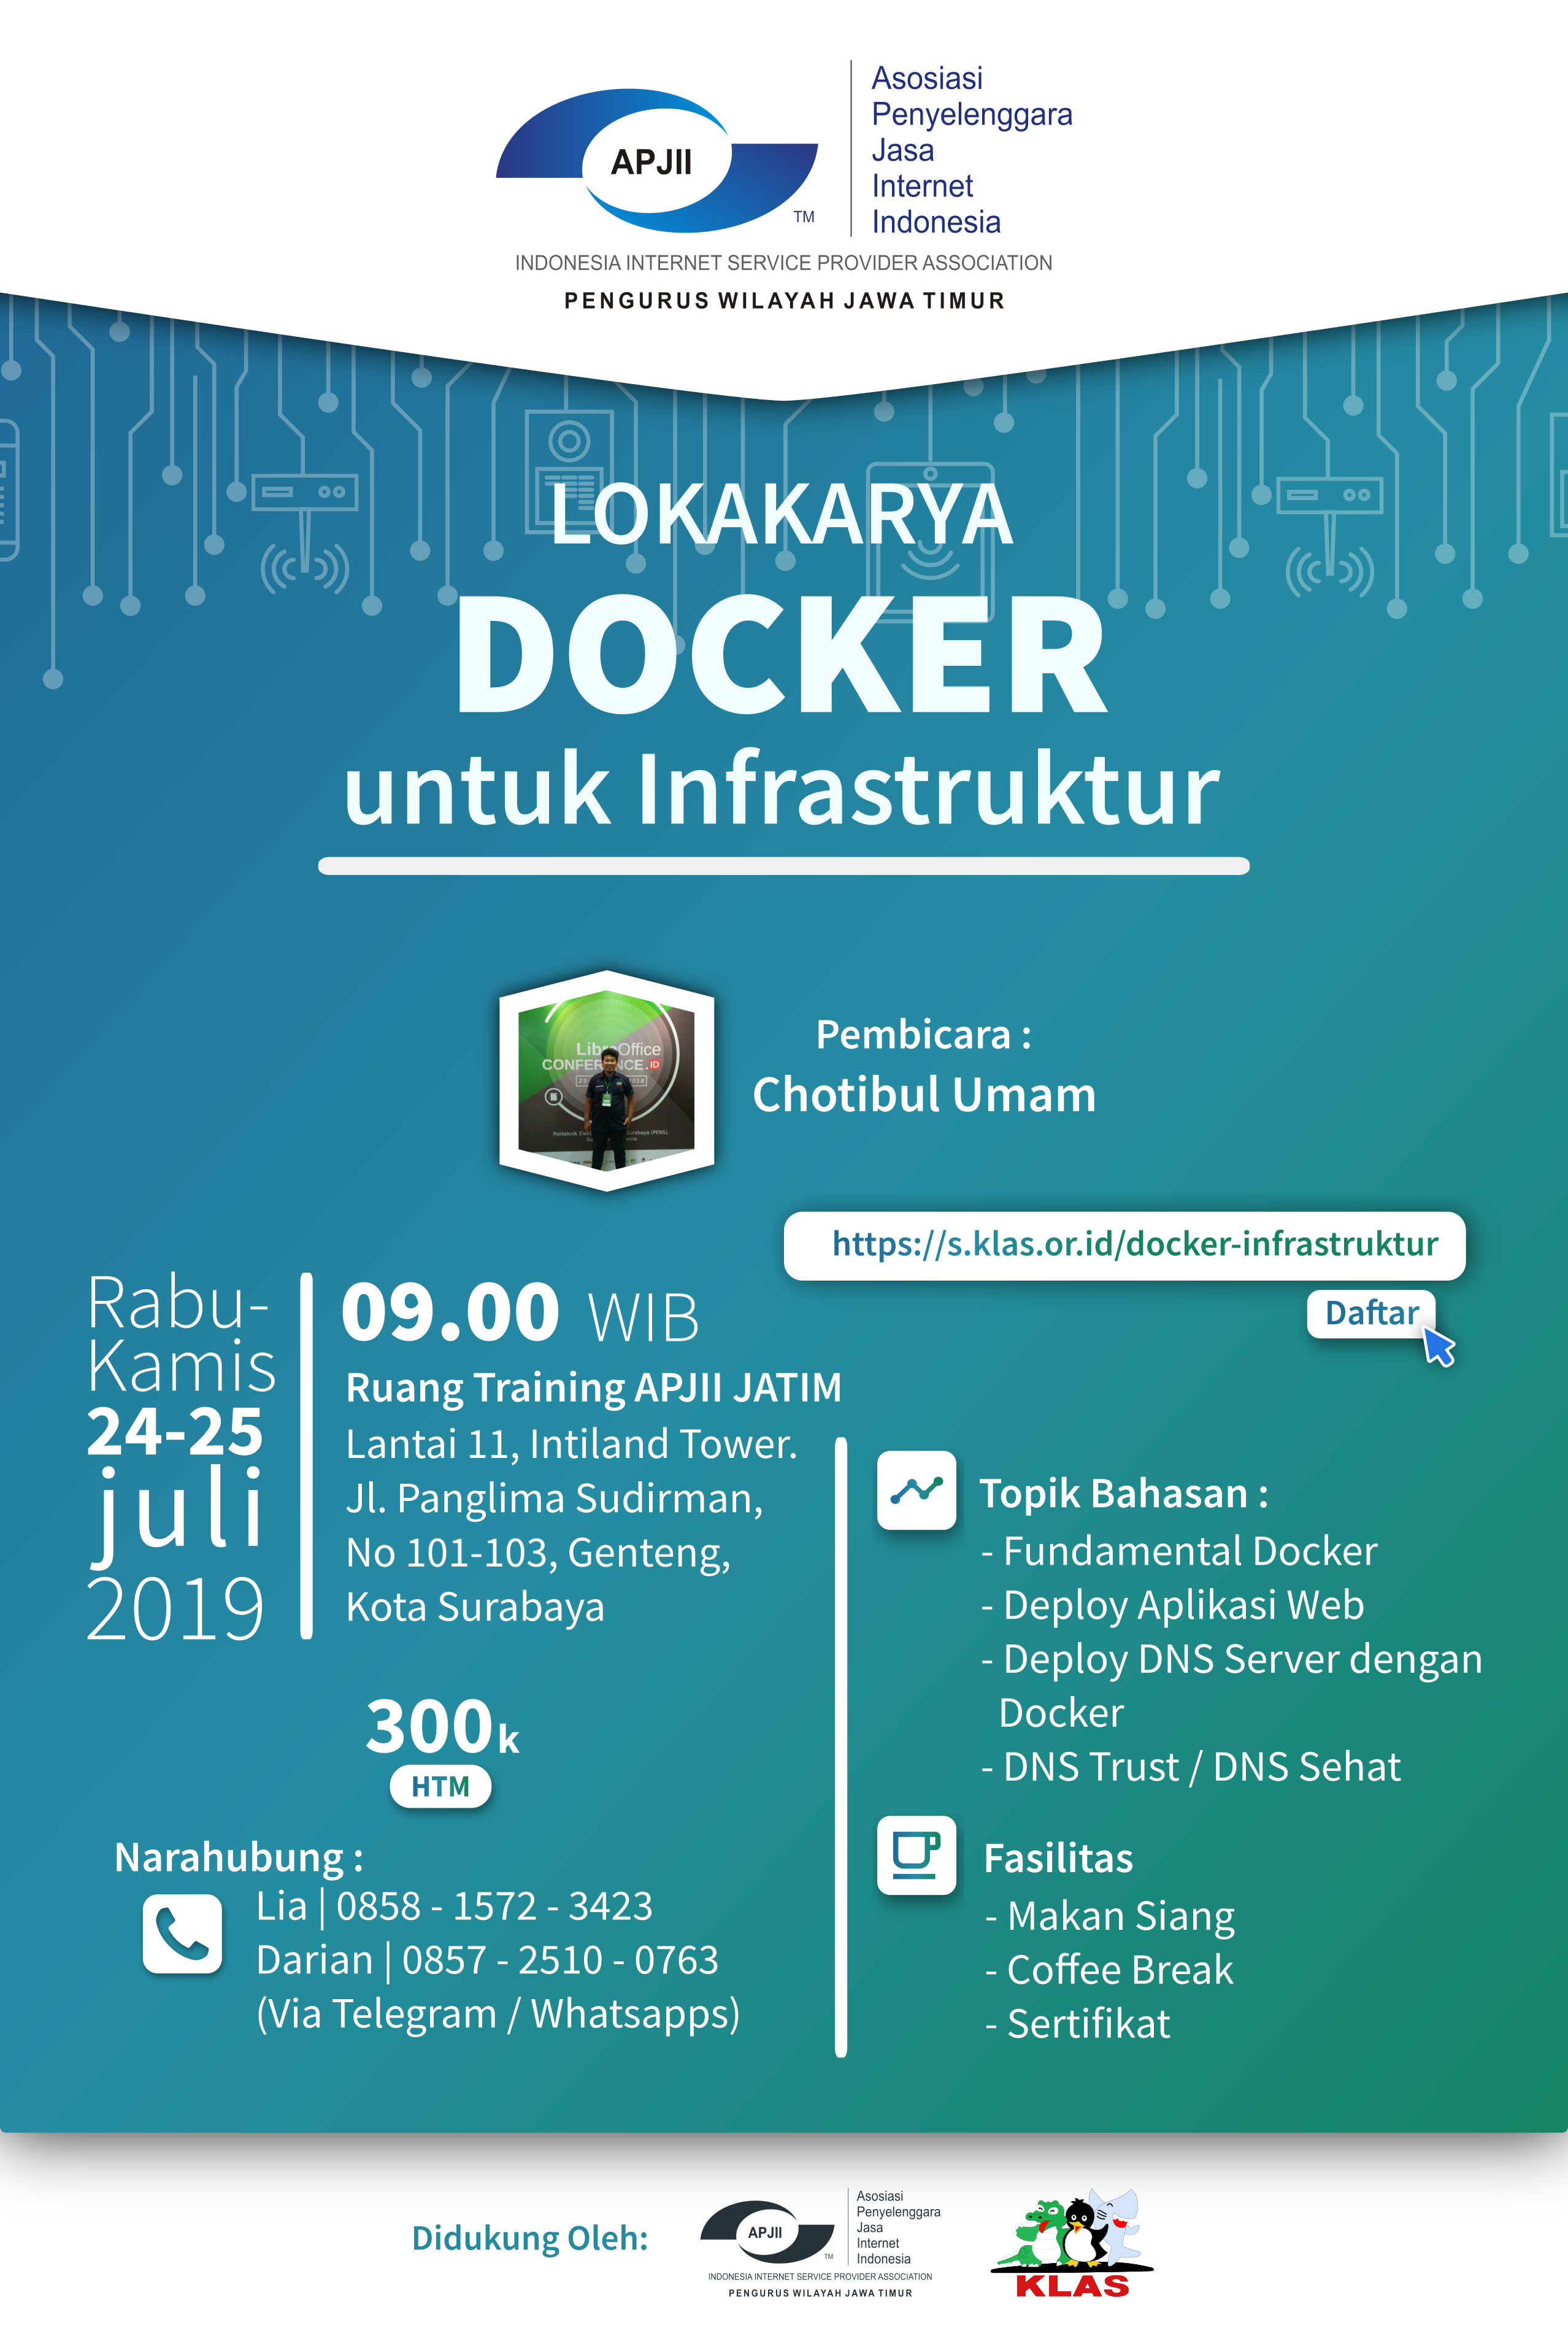 APJII
TM
Asosiasi
Penyelenggara
Jasa
Internet
Indonesia
INDONESIA INTERNET SERVICE PROVIDER ASSOCIATION
PENGURUS WILAYAH JAWA TIMUR
LOKAKARYA
DOCKER
untuk Infrastruktur
LibreOffice
CONFERENCE.ID
2018
Pembicara :
Chotibul Umam
https://s.klas.or.id/docker-infrastruktur
Daftar
Rabu-
Kamis
24-25
juli
2019
09.00 WIB
Ruang Training APJII JATIM
Lantai 11, Intiland Tower.
Jl. Panglima Sudirman,
No 101-103, Genteng,
Kota Surabaya
300k
HTM
Narahubung :
Lia | 0858 - 1572 - 3423
Darian | 0857 - 2510 - 0763
(Via Telegram / Whatsapps)
Topik Bahasan :
- Fundamental Docker
- Deploy Aplikasi Web
- Deploy DNS Server dengan
Docker
- DNS Trust / DNS Sehat
Fasilitas
- Makan Siang
- Coffee Break
- Sertifikat
Didukung Oleh:
APJII
TM
Asosiasi
Penyelenggara
Jasa
Internet
Indonesia
INDONESIA INTERNET SERVICE PROVIDER ASSOCIATION
PENGURUS WILAYAH JAWA TIMUR
KLAS